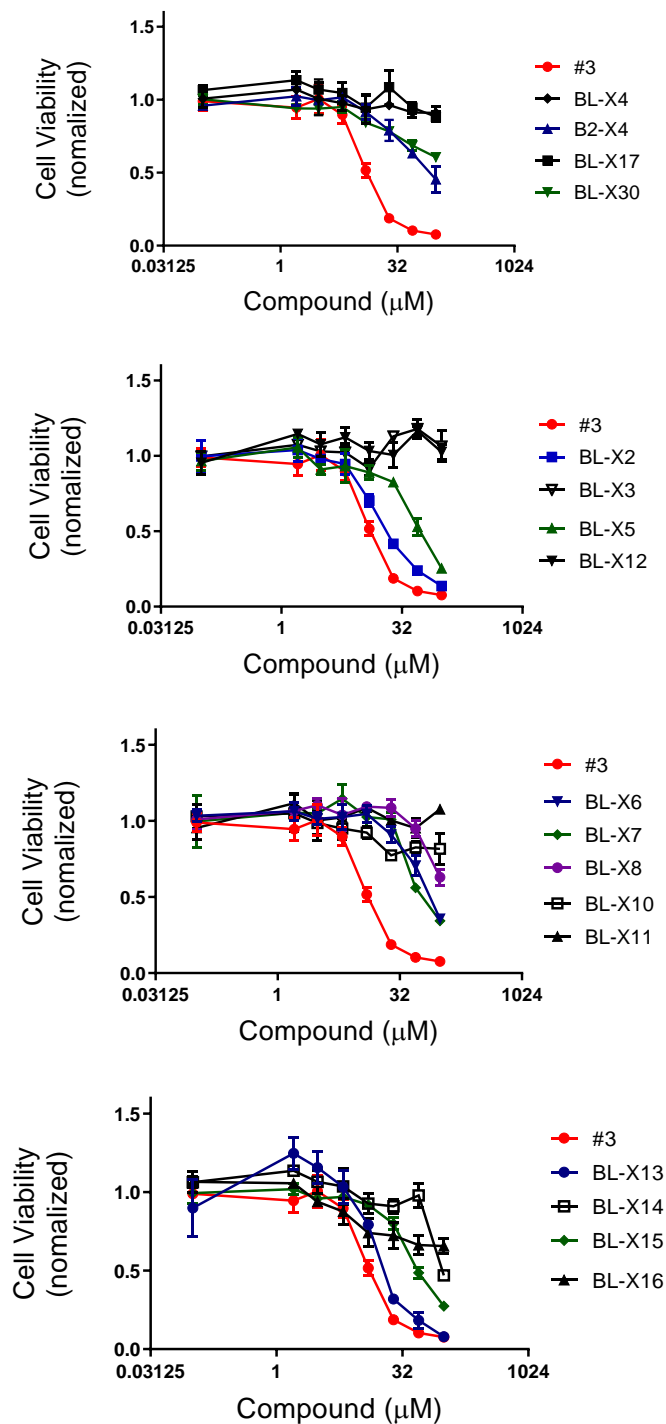 Cell Viability
(nomalized)
1.5
1.0
0.5
0.0
0.03125
1
32
1024
Compound (μM)
#3
BL-X4
B2-X4
BL-X17
BL-X30
Cell Viability
(nomalized)
1.5
1.0
0.5
0.0
0.03125
1
32
1024
Compound (μM)
#3
BL-X2
BL-X3
BL-X5
BL-X12
Cell Viability
(nomalized)
1.5
1.0
0.5
0.0
0.03125
1
32
1024
Compound (μM)
#3
BL-X6
BL-X7
BL-X8
BL-X10
BL-X11
Cell Viability
(nomalized)
1.5
1.0
0.5
0.0
0.03125
1
32
1024
Compound (μM)
#3
BL-X13
BL-X14
BL-X15
BL-X16